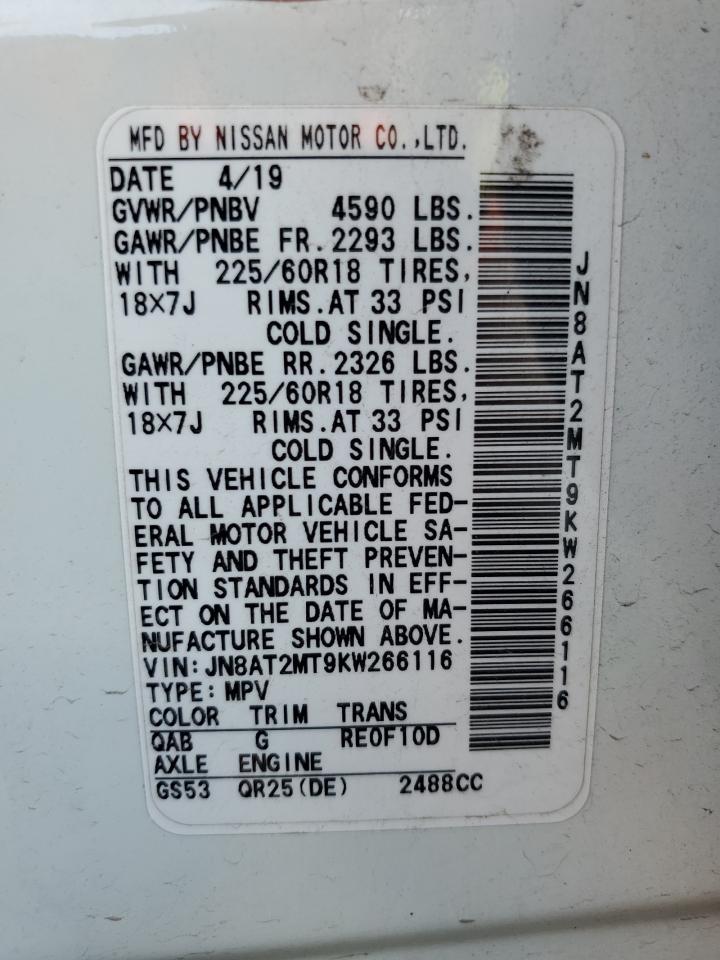 MFD BY NISSAN MOTOR CO.,LTD.
DATE 4/19
GVWR/PNBV 4590 LBS.
GAWR/PNBE FR.2293 LBS.
WITH 225/60R18 TIRES,
18×7J RIMS.AT 33 PSI
COLD SINGLE.
GAWR/PNBE RR.2326 LBS.
WITH 225/60R18 TIRES,
18×7J RIMS.AT 33 PSI
COLD SINGLE.
THIS VEHICLE CONFORMS
TO ALL APPLICABLE FED-
ERAL MOTOR VEHICLE SA-
FETY AND THEFT PREVEN-
TION STANDARDS IN EFF-
ECT ON THE DATE OF MA-
NUFACTURE SHOWN ABOVE.
VIN:JN8AT2MT9KW266116
TYPE:MPV
COLOR TRIM TRANS
QAB G RE0F10D
AXLE ENGINE
GS53 QR25(DE) 2488CC
JN8AT2MT9KW266116